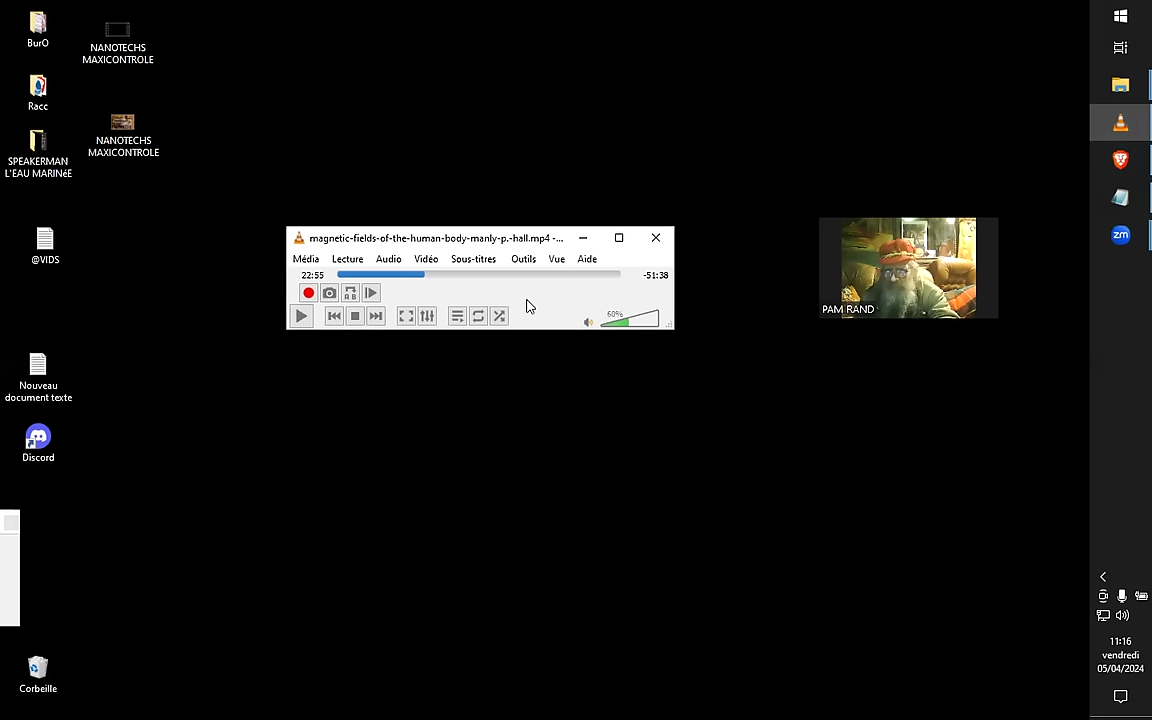 BurO
NANOTECHS
MAXICONTROLE
Racc
NANOTECHS
MAXICONTROLE
SPEAKERMAN
L'EAU MARINéE
@VIDS
magnetic-fields-of-the-human-body-manly-p.-hall.mp4 -...
Média Lecture Audio Vidéo Sous-titres Outils Vue Aide
22:55 -51:38
A B
60%
PAM RAND
Nouveau
document texte
Discord
Corbeille
zm
11:16
vendredi
05/04/2024